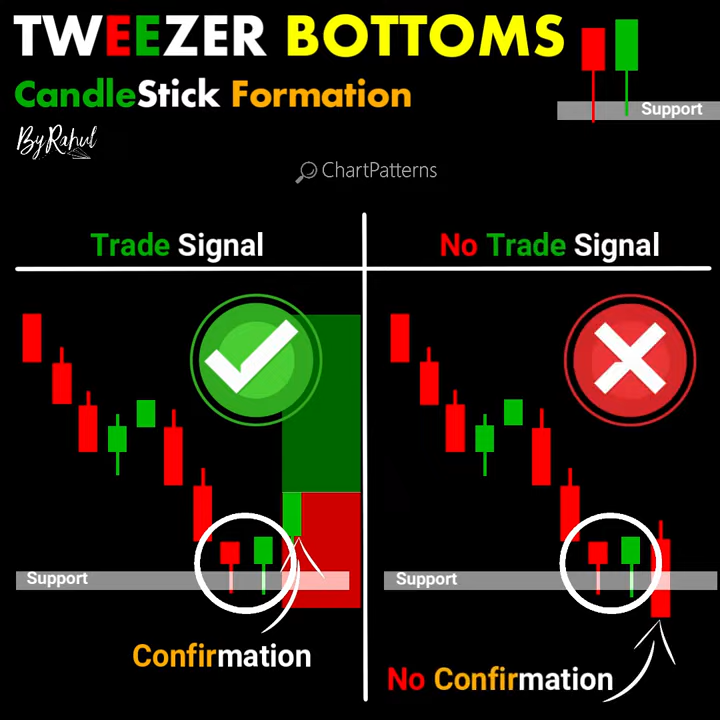 TWEEZER BOTTOMS
CandleStick Formation
Support
By Rahul
ChartPatterns
Trade Signal
No Trade Signal
Support
Support
Confirmation
No Confirmation